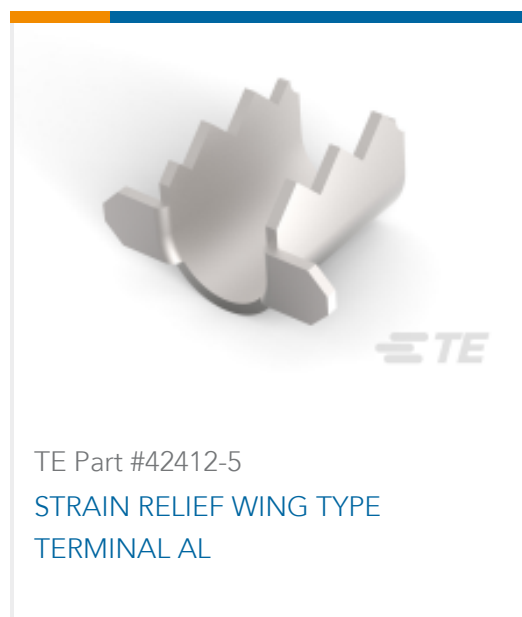 TE
TE Part #42412-5
STRAIN RELIEF WING TYPE
TERMINAL AL